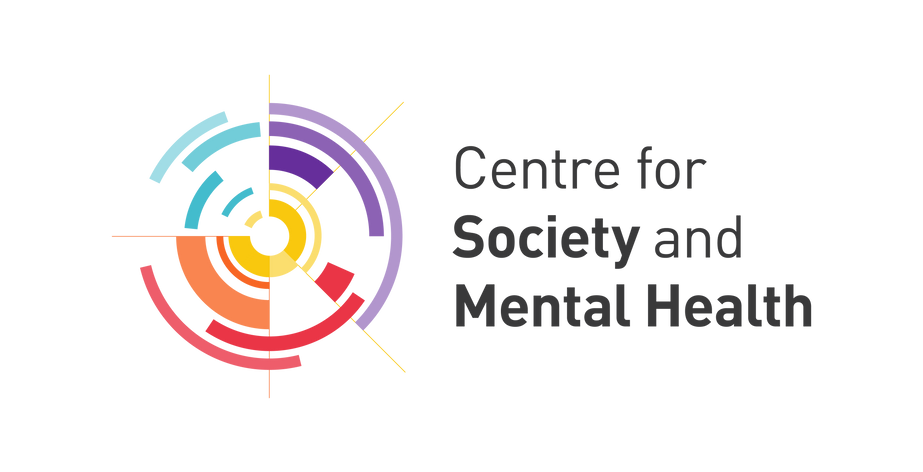 Centre for
Society and
Mental Health